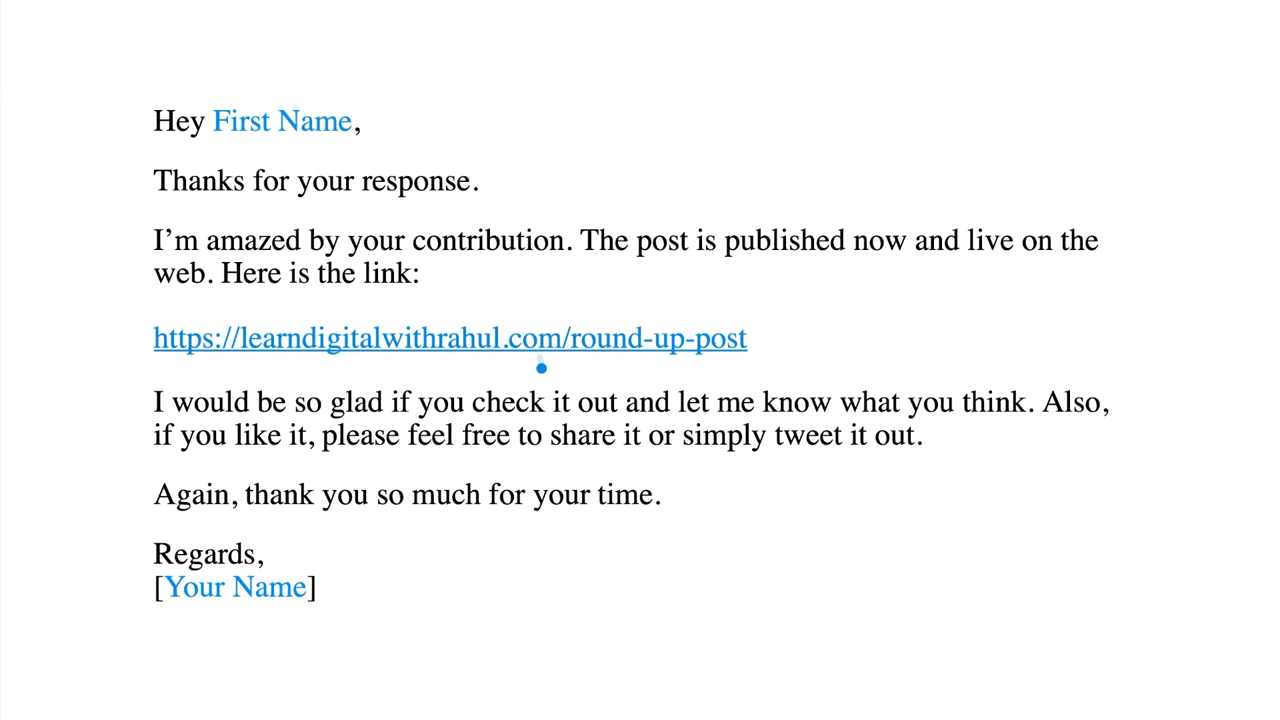 Hey First Name,
Thanks for your response.
I’m amazed by your contribution. The post is published now and live on the
web. Here is the link:
https://learndigitalwithrahul.com/round-up-post
I would be so glad if you check it out and let me know what you think. Also,
if you like it, please feel free to share it or simply tweet it out.
Again, thank you so much for your time.
Regards,
[Your Name]